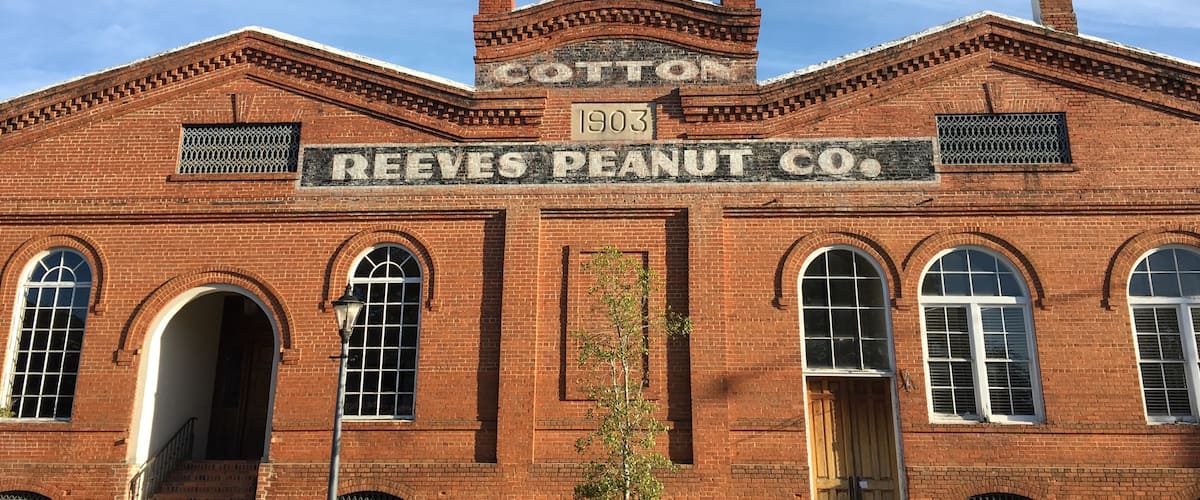 COTTON
1903
REEVES PEANUT CO.